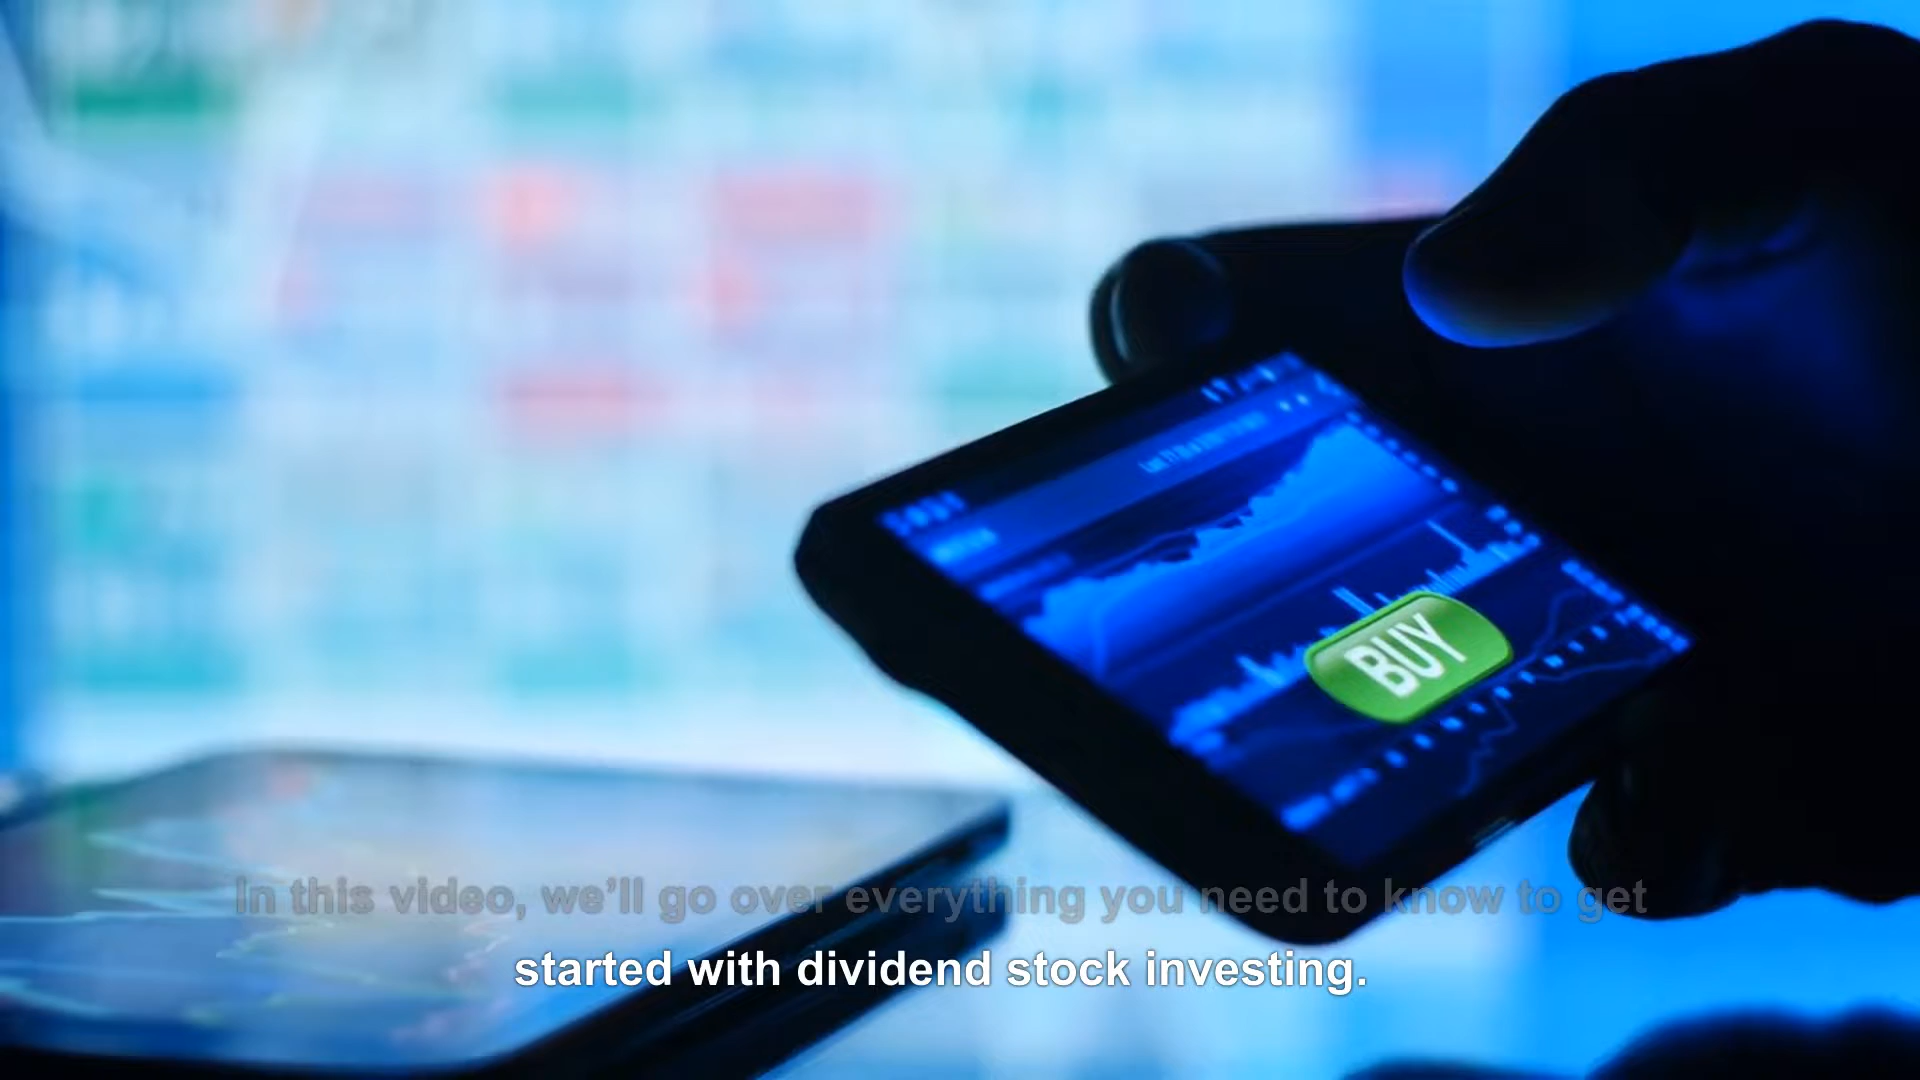 BUY
In this video, we’ll go over everything you need to know to get
started with dividend stock investing.